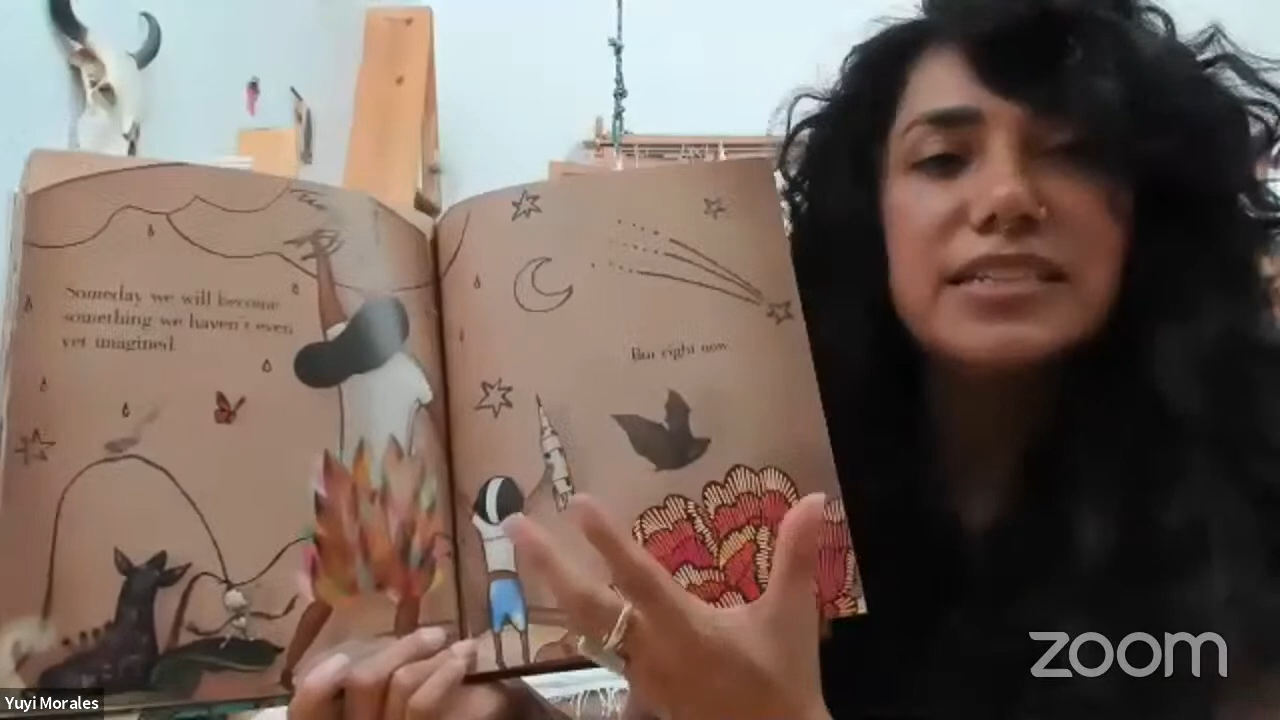 Someday we will become
something we haven't even
yet imagined.
But right now
zoom
Yuyi Morales